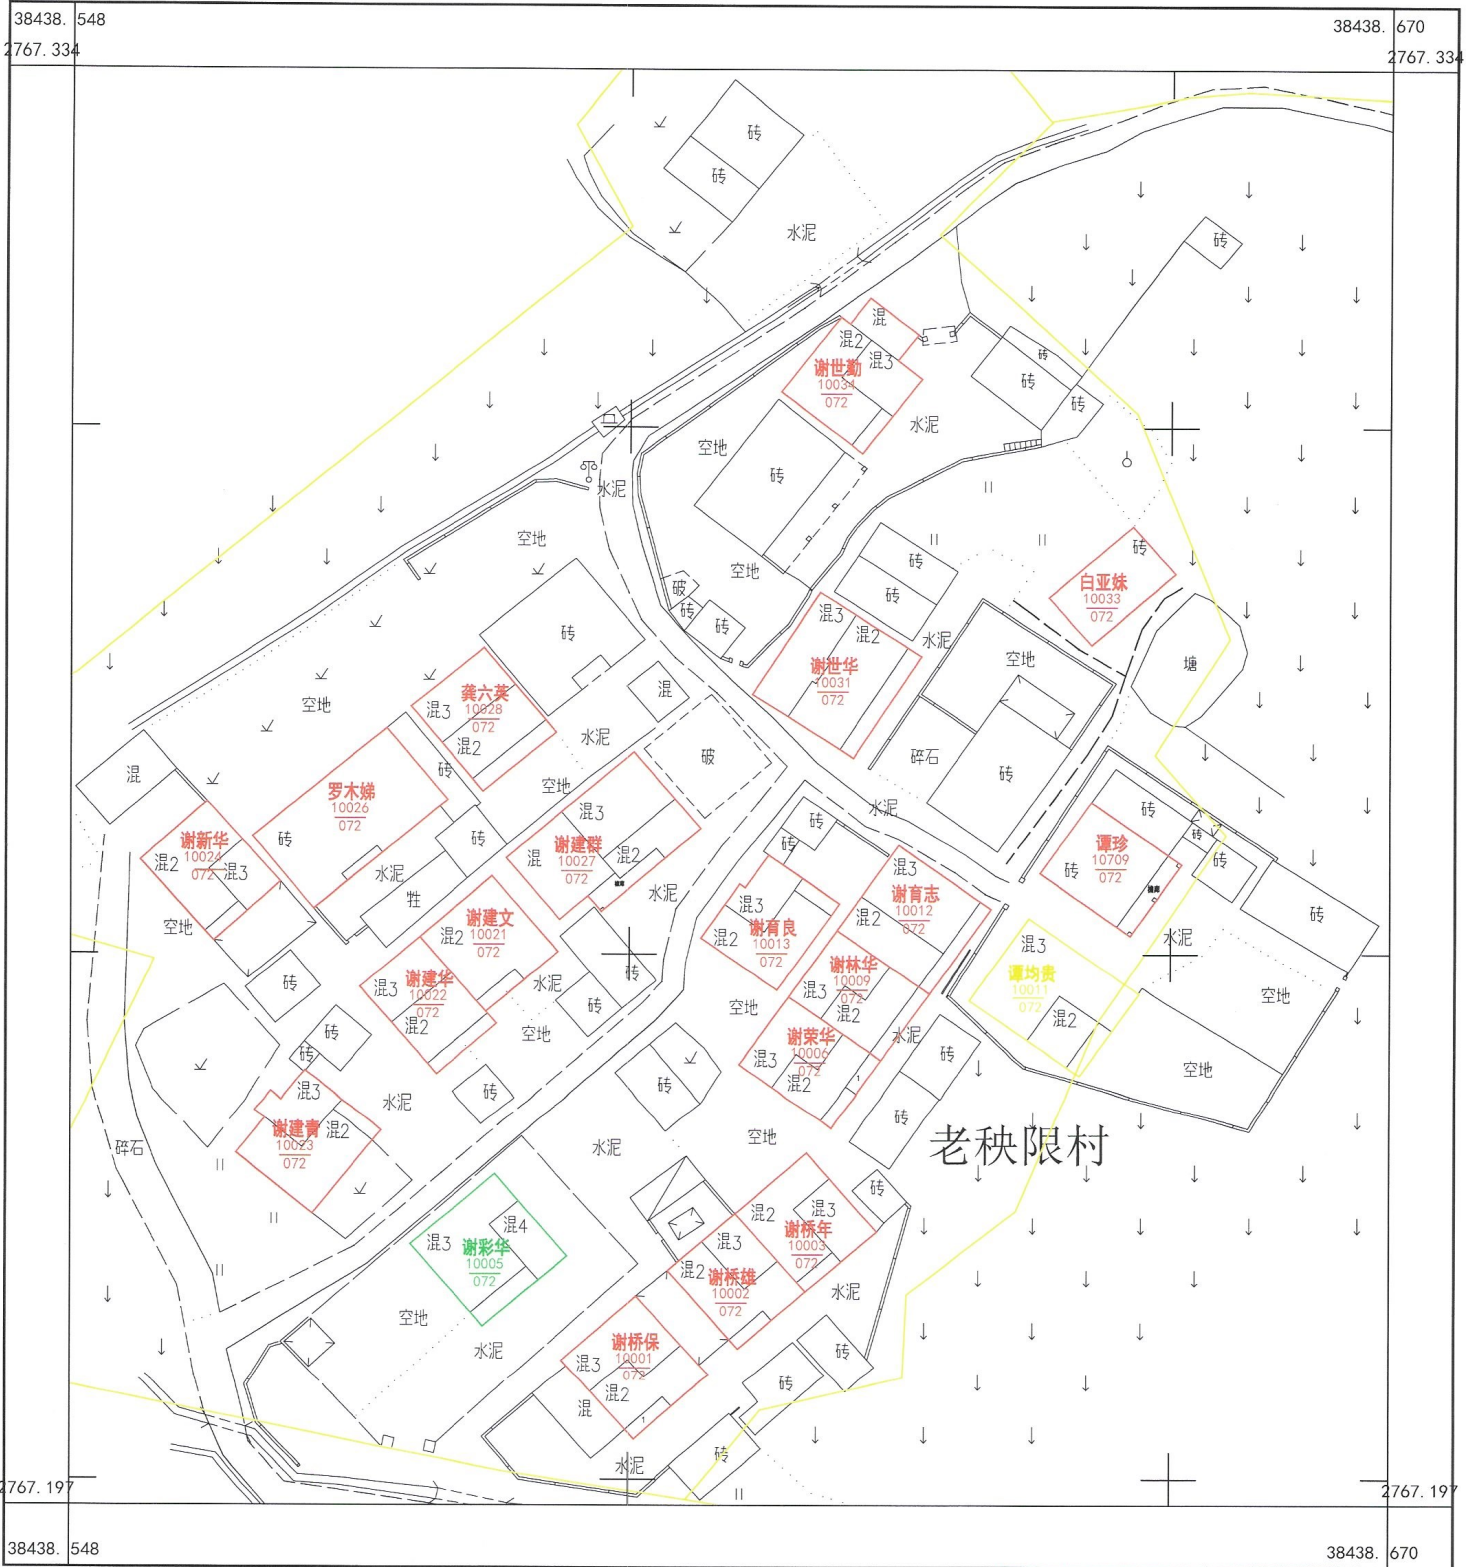 38438. 548
38438. 670
2767. 334
2767. 334
砖
砖
水泥
砖
混
混2
混3
谢世勤
10034
072
砖
砖
砖
水泥
空地
砖
水泥
空地
空地
砖
砖
白亚妹
10033
072
砖
破
砖
砖
混3
混2
谢世华
10031
072
水泥
空地
塘
碎石
砖
砖
混
龚六英
10028
072
混3
混2
水泥
空地
空地
破
混
罗木娣
10026
072
砖
砖
砖
水泥
牲
谢新华
10024
072
混2
混3
空地
混3
谢建群
10027
072
混
混2
水泥
水泥
砖
砖
砖
谭珍
10709
072
砖
砖
砖
砖
水泥
空地
空地
混3
谢育志
10012
072
混2
混3
混2
谢育良
10013
072
谢建文
10021
072
混2
水泥
空地
砖
砖
混3
谢建华
10022
072
混2
砖
谢林华
10009
072
混3
混2
空地
混3
谭均贵
10011
072
混2
谢荣华
10006
072
混3
混2
水泥
砖
砖
砖
砖
砖
砖
混3
谢建青
10023
072
混2
水泥
碎石
水泥
空地
老秧限村
砖
混4
混3
谢彩华
10005
072
空地
水泥
混2
混3
谢桥年
10003
072
混3
混2
谢桥雄
10002
072
水泥
谢桥保
10001
072
混3
混2
混
砖
砖
砖
水泥
2767. 197
2767. 197
38438. 548
38438. 670